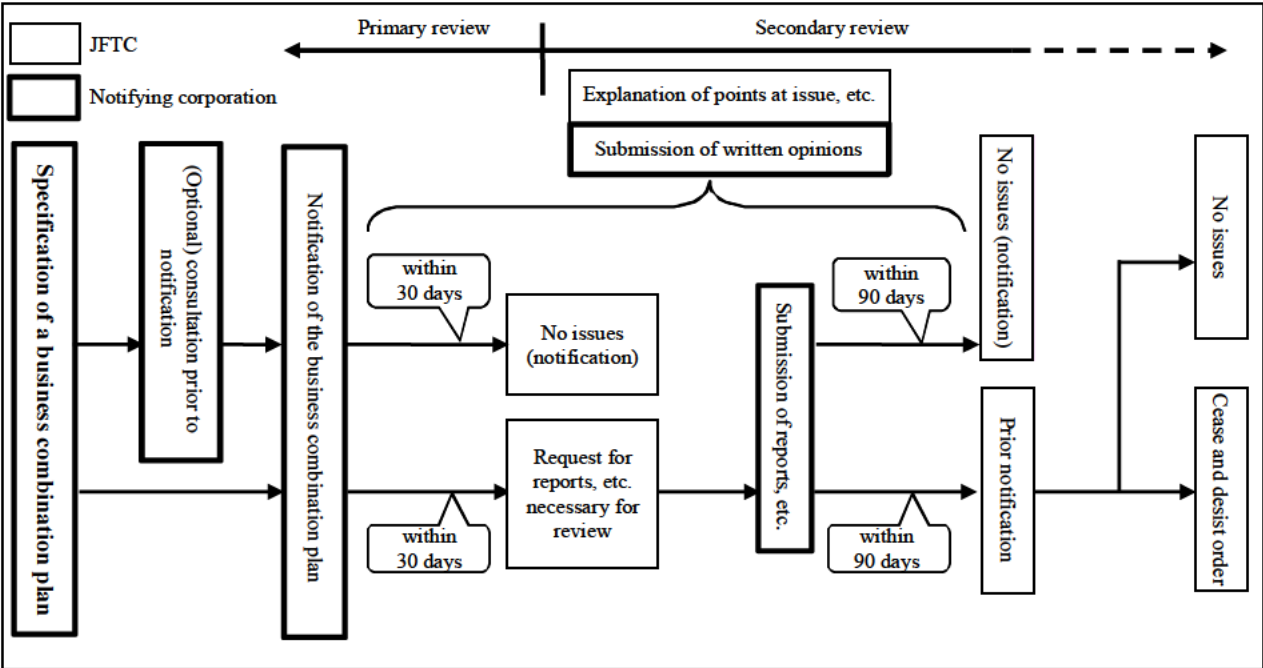 JFTC
Notifying corporation
Primary review
Secondary review
Explanation of points at issue, etc.
Submission of written opinions
Specification of a business combination plan
(Optional) consultation prior to
notification
Notification of the business combination plan
within
30 days
No issues
(notification)
within
30 days
Request for
reports, etc.
necessary for
review
Submission of reports, etc.
within
90 days
No issues (notification)
within
90 days
Prior notification
No issues
Cease and desist order